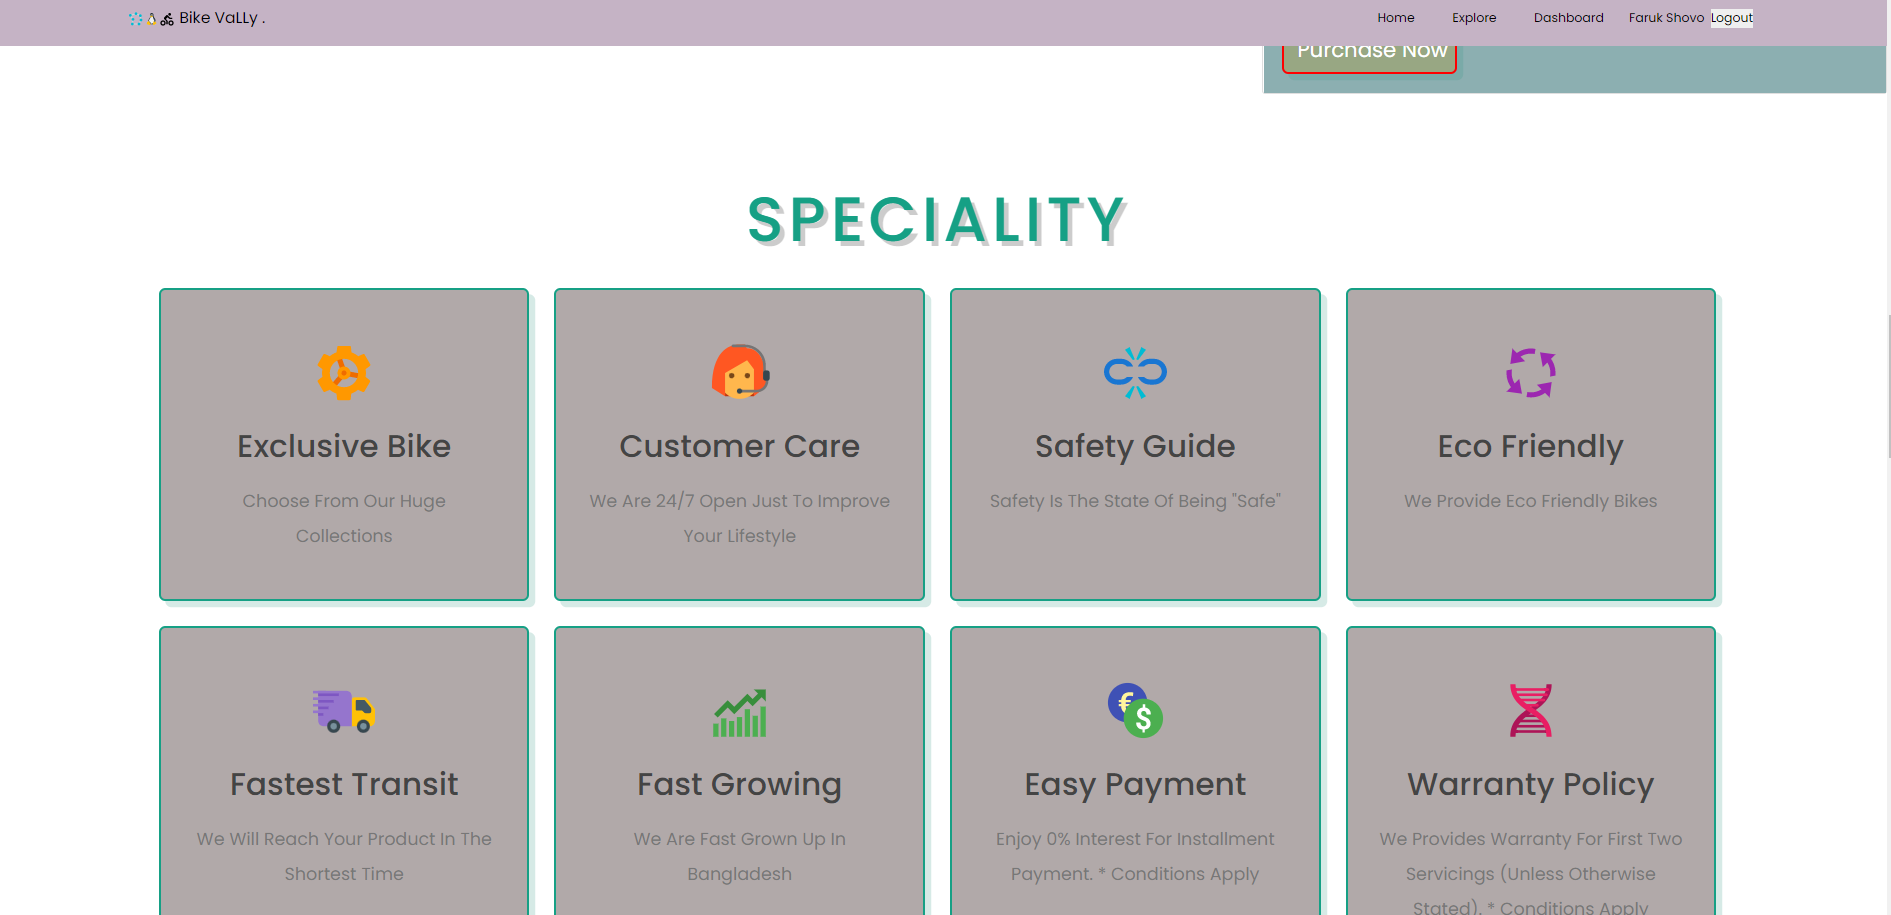 Bike VaLLy .
Home Explore Dashboard Faruk Shovo Logout
Purchase Now
SPECIALITY
Exclusive Bike
Choose From Our Huge
Collections
Customer Care
We Are 24/7 Open Just To Improve
Your Lifestyle
Safety Guide
Safety Is The State Of Being "Safe"
Eco Friendly
We Provide Eco Friendly Bikes
Fastest Transit
We Will Reach Your Product In The
Shortest Time
Fast Growing
We Are Fast Grown Up In
Bangladesh
€
$
Easy Payment
Enjoy 0% Interest For Installment
Payment. * Conditions Apply
Warranty Policy
We Provides Warranty For First Two
Servicings (Unless Otherwise
Stated). * Conditions Apply